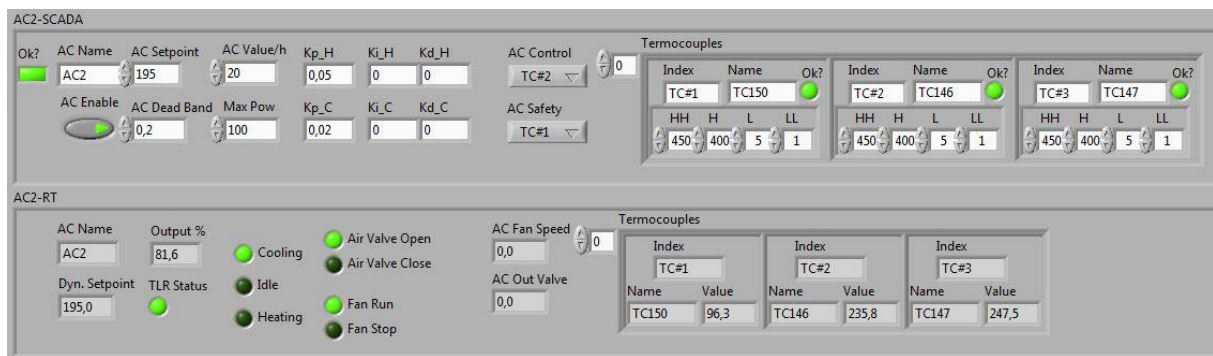 AC2-SCADA
Ok? AC Name AC Setpoint AC Value/h Kp_H Ki_H Kd_H AC Control Termocouples
AC2 195 20 0,05 0 0 TC#2 0 Index Name Ok? Index Name Ok? Index Name Ok?
TC#1 TC150 TC#2 TC146 TC#3 TC147
AC Enable AC Dead Band Max Pow Kp_C Ki_C Kd_C AC Safety HH H L LL HH H L LL HH H L LL
0,2 100 0,02 0 0 TC#1 450 400 5 1 450 400 5 1 450 400 5 1
AC2-RT
AC Name Output % Air Valve Open AC Fan Speed Termocouples
AC2 81,6 Cooling Air Valve Close 0,0 0 Index Index Index
TC#1 TC#2 TC#3
Dyn. Setpoint TLR Status Idle AC Out Valve Name Value Name Value Name Value
195,0 Heating Fan Run 0,0 TC150 96,3 TC146 235,8 TC147 247,5
Fan Stop